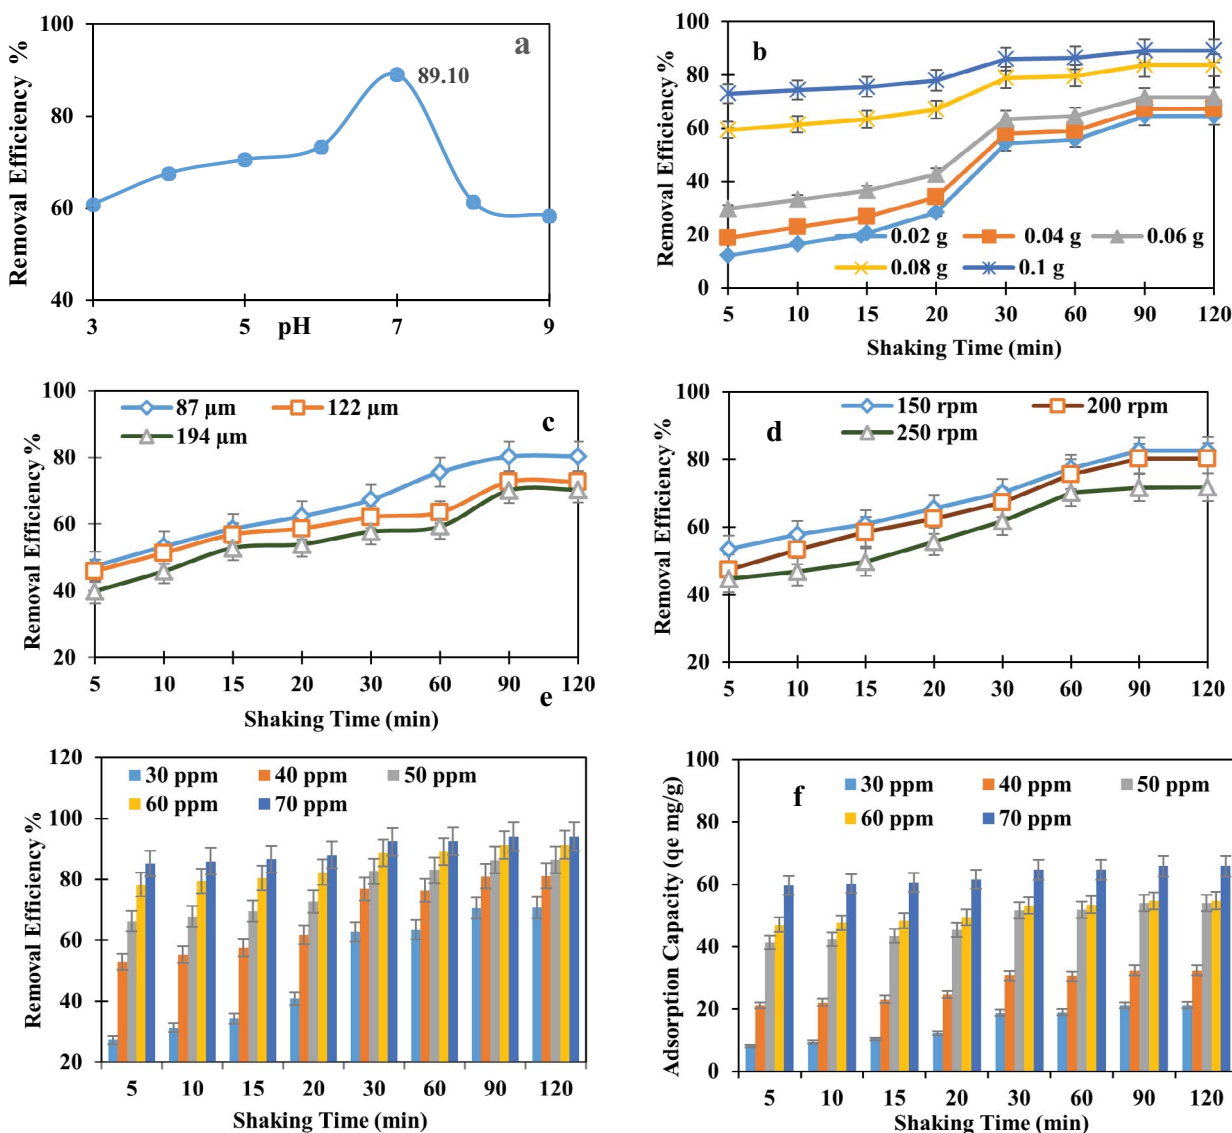 a
Removal Efficiency %
100
80
60
40
89.10
3
5
7
9
pH
b
Removal Efficiency %
100
80
60
40
20
0
0.02 g
0.04 g
0.06 g
0.08 g
0.1 g
5 10 15 20 30 60 90 120
Shaking Time (min)
c
Removal Efficiency %
100
80
60
40
20
87 μm
122 μm
194 μm
5 10 15 20 30 60 90 120
Shaking Time (min)
d
Removal Efficiency %
100
80
60
40
20
150 rpm
200 rpm
250 rpm
5 10 15 20 30 60 90 120
Shaking Time (min)
e
Removal Efficiency %
120
100
80
60
40
20
30 ppm
40 ppm
50 ppm
60 ppm
70 ppm
5 10 15 20 30 60 90 120
Shaking Time (min)
f
Adsorption Capacity (qe mg/g)
100
80
60
40
20
0
30 ppm
40 ppm
50 ppm
60 ppm
70 ppm
5 10 15 20 30 60 90 120
Shaking Time (min)